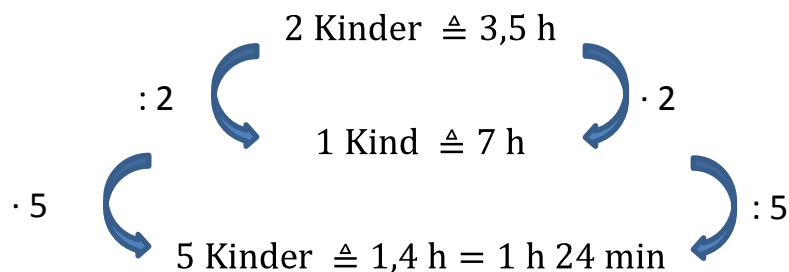 2 Kinder ≙ 3,5 h
: 2
· 2
1 Kind ≙ 7 h
· 5
: 5
5 Kinder ≙ 1,4 h = 1 h 24 min